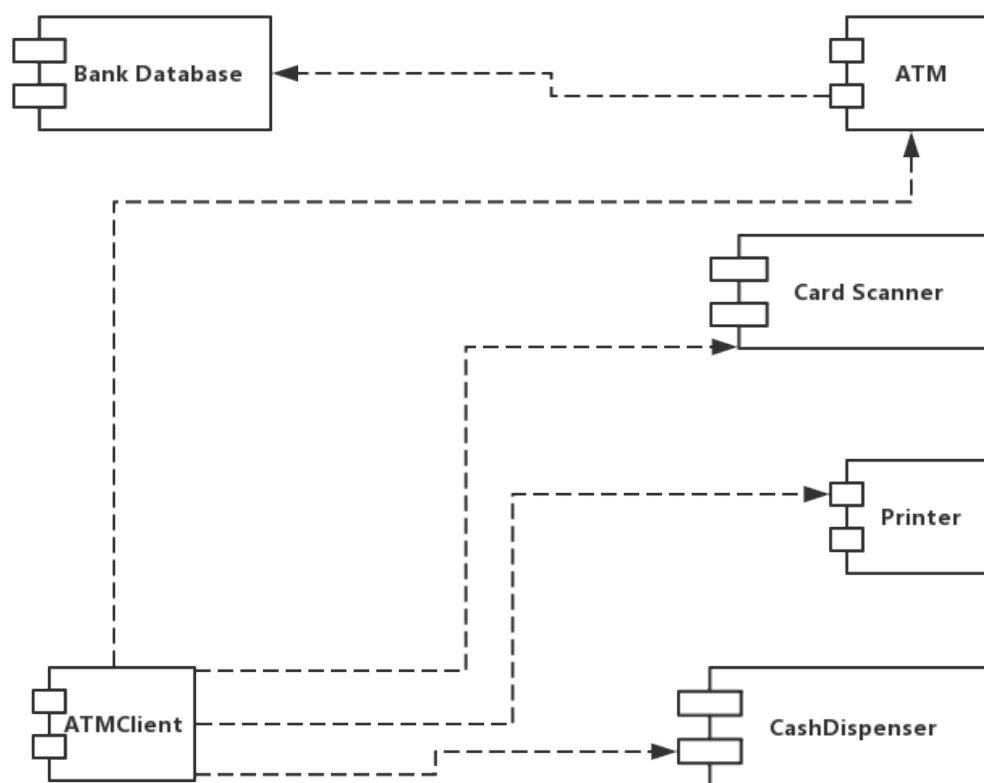 Bank Database
ATM
Card Scanner
Printer
ATMClient
CashDispenser